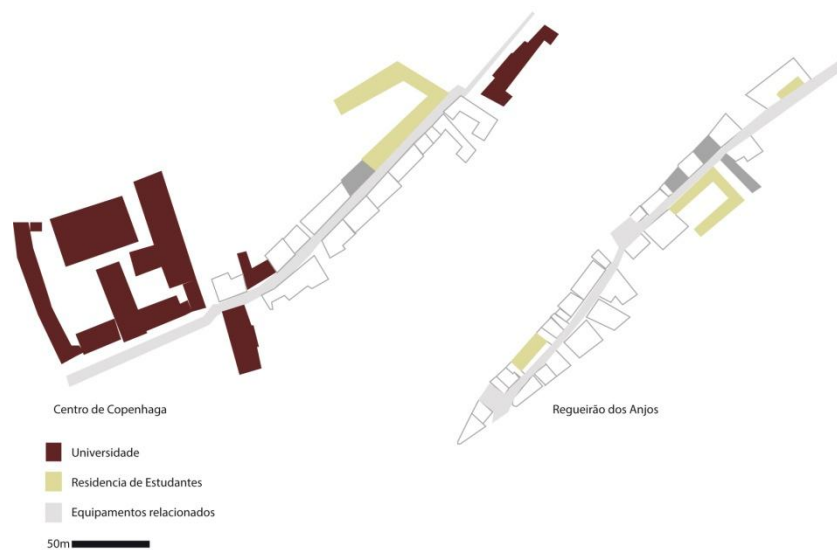 Centro de Copenhaga
Regueirão dos Anjos
Universidade
Residencia de Estudantes
Equipamentos relacionados
50m